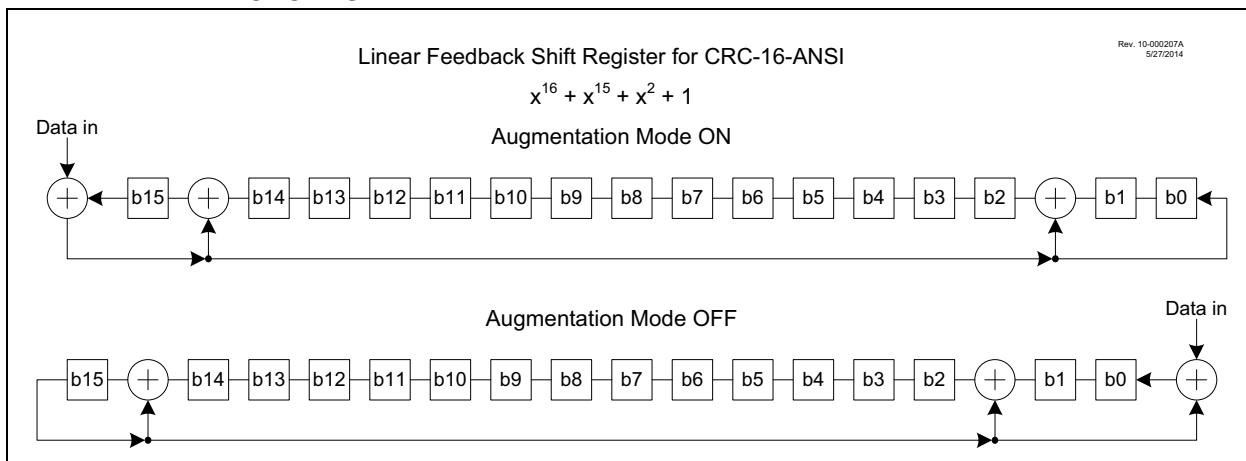 Linear Feedback Shift Register for CRC-16-ANSI
Rev. 10-000207A
5/27/2014
x^16 + x^15 + x^2 + 1
Data in
Augmentation Mode ON
+ b15 + b14 b13 b12 b11 b10 b9 b8 b7 b6 b5 b4 b3 b2 + b1 b0
Augmentation Mode OFF
Data in
b15 + b14 b13 b12 b11 b10 b9 b8 b7 b6 b5 b4 b3 b2 + b1 b0 +